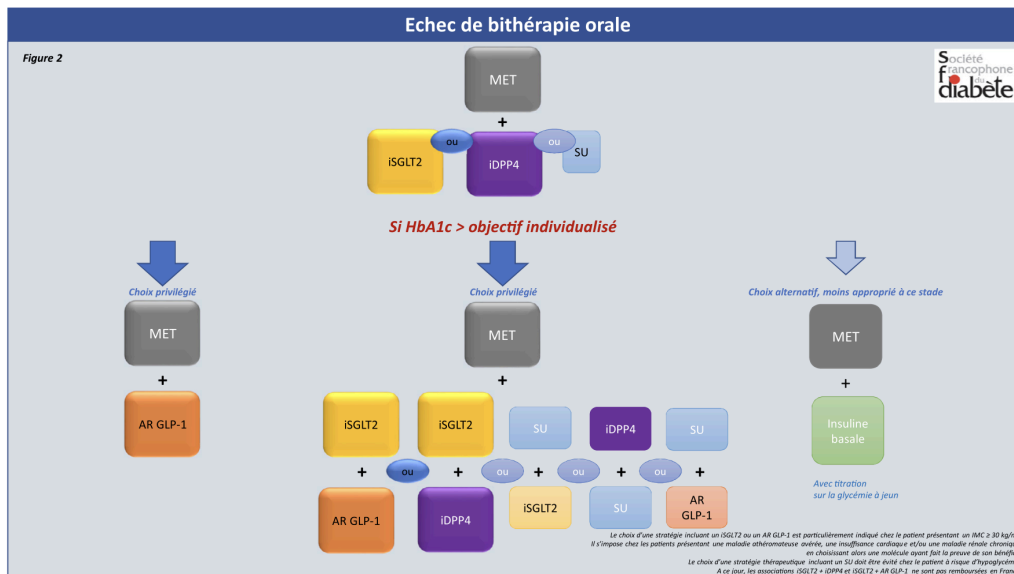 Echec de bithérapie orale
Figure 2
Société
francophone
du
diabète
MET
+
iSGLT2
ou
iDPP4
ou
SU
Si HbA1c > objectif individualisé
Choix privilégié
Choix privilégié
Choix alternatif, moins approprié à ce stade
MET
MET
MET
+
+
+
AR GLP-1
iSGLT2
iSGLT2
SU
iDPP4
SU
Insuline
basale
+
ou
+
ou
+
ou
+
ou
+
AR GLP-1
iDPP4
iSGLT2
SU
AR
GLP-1
Avec titration
sur la glycémie à jeun
Le choix d'une stratégie incluant un iSGLT2 ou un AR GLP-1 est particulièrement indiqué chez le patient présentant un IMC ≥ 30 kg/m
Il s'impose chez les patients présentant une maladie athéromateuse avérée, une insuffisance cardiaque et/ou une maladie rénale chroniq
en choisissant alors une molécule ayant fait la preuve de son bénéfi
Le choix d'une stratégie thérapeutique incluant un SU doit être évité chez le patient à risque d'hypoglycém
A ce jour, les associations iSGLT2 + iDPP4 et iSGLT2 + AR GLP-1 ne sont pas remboursées en Fran